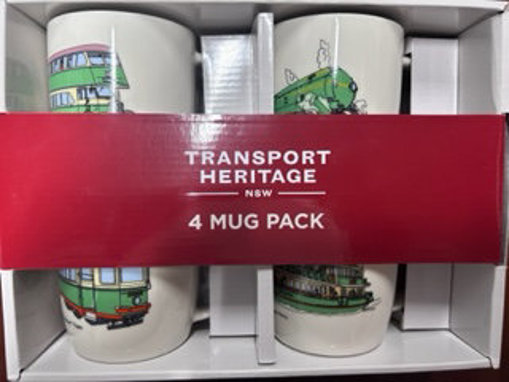 TRANSPORT
HERITAGE
NSW
4 MUG PACK